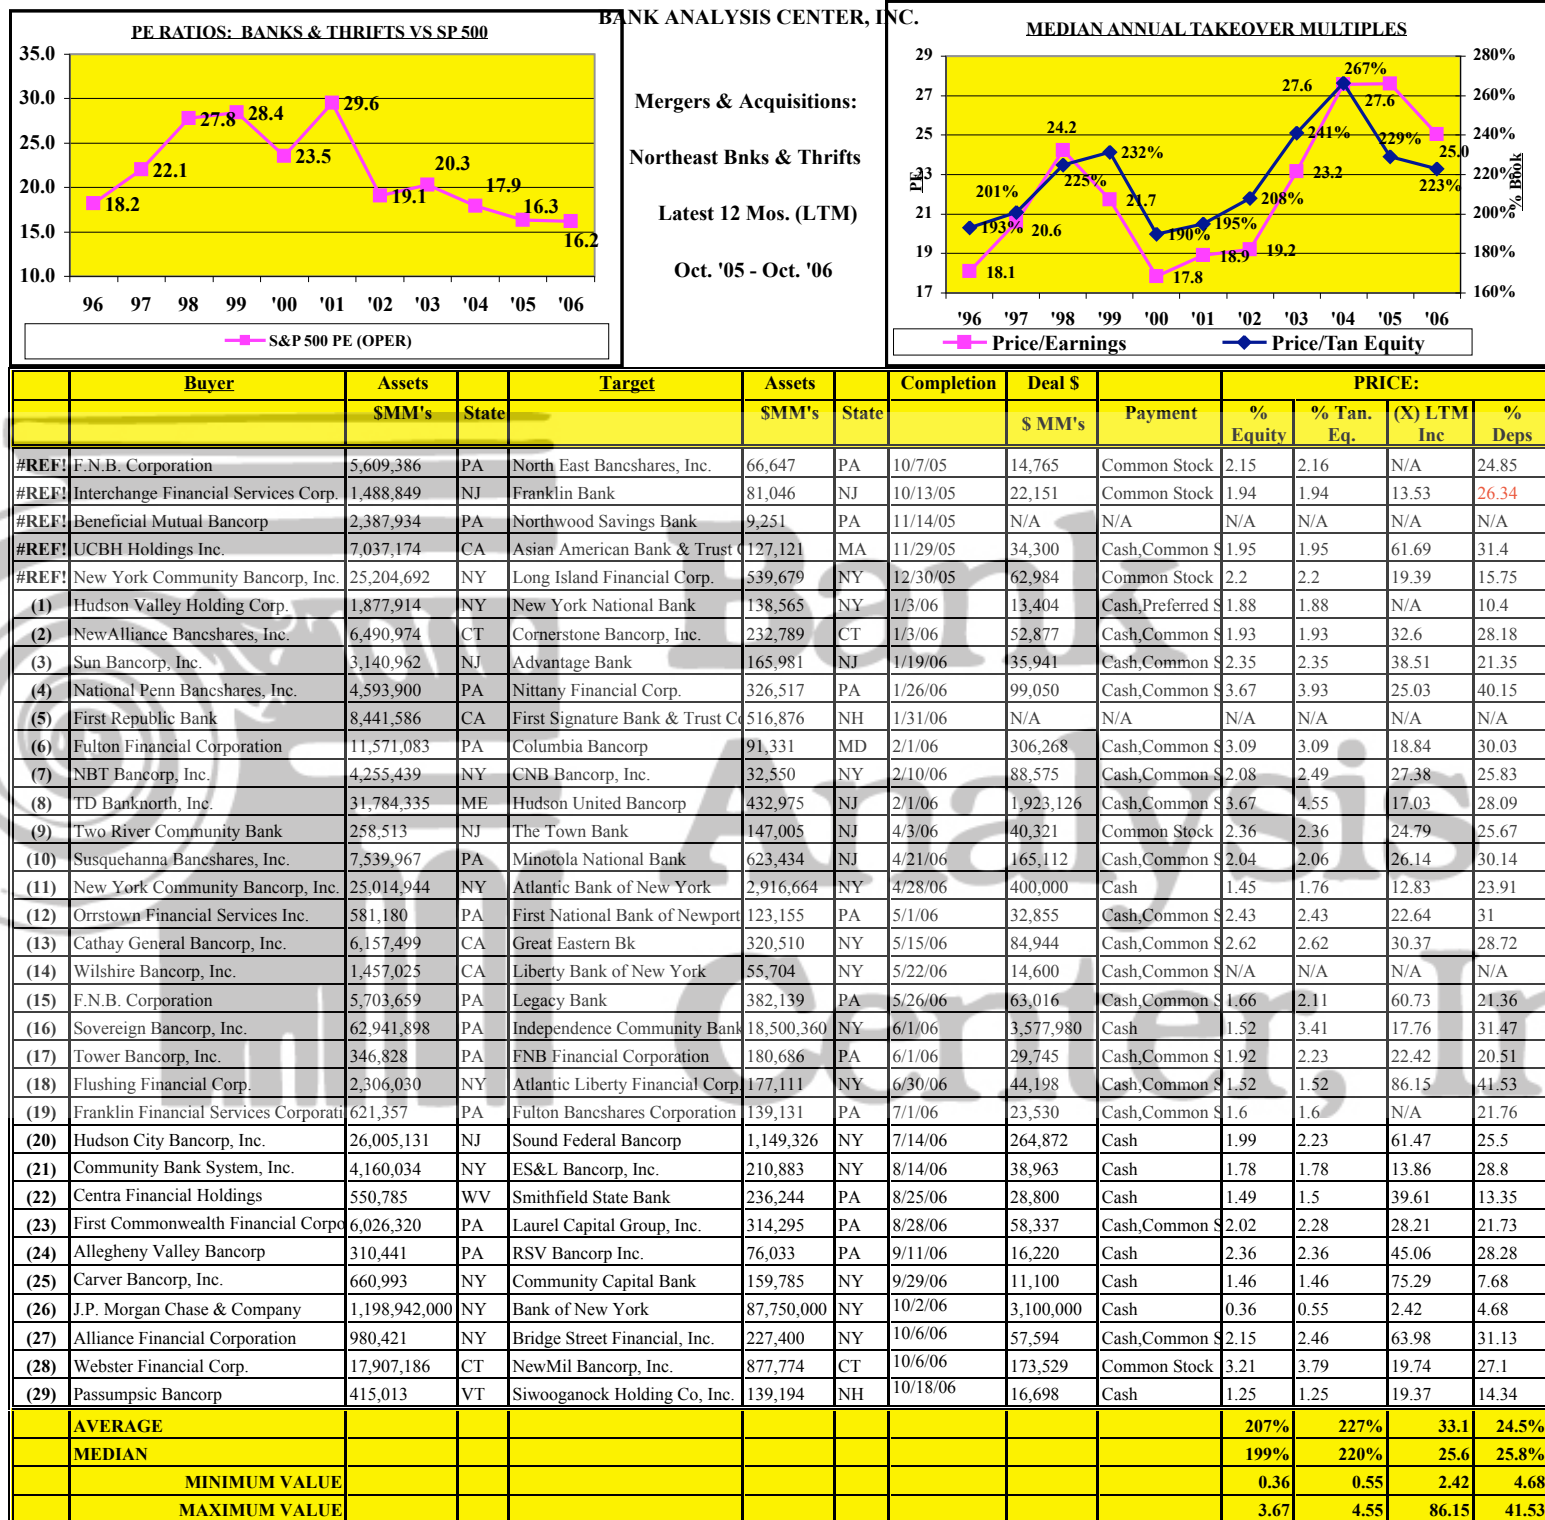 BANK ANALYSIS CENTER, INC.
PE RATIOS: BANKS & THRIFTS VS SP 500
35.0
30.0
25.0
20.0
15.0
10.0
18.2
22.1
27.8
28.4
23.5
29.6
19.1
20.3
17.9
16.3
16.2
96 97 98 99 '00 '01 '02 '03 '04 '05 '06
S&P 500 PE (OPER)
Mergers & Acquisitions:
Northeast Bnks & Thrifts
Latest 12 Mos. (LTM)
Oct. '05 - Oct. '06
MEDIAN ANNUAL TAKEOVER MULTIPLES
29
27
25
23
21
19
17
PE
280%
260%
240%
220%
200%
180%
160%
% Book
18.1
20.6
24.2
21.7
17.8
18.9
19.2
23.2
27.6
27.6
25.0
193%
201%
225%
232%
190%
195%
208%
241%
267%
229%
223%
'96 '97 '98 '99 '00 '01 '02 '03 '04 '05 '06
Price/Earnings Price/Tan Equity
Buyer Assets Target Assets Completion Deal $ PRICE:
$MM's State $MM's State $ MM's Payment % Equity % Tan. Eq. (X) LTM Inc % Deps
#REF! F.N.B. Corporation 5,609,386 PA North East Bancshares, Inc. 66,647 PA 10/7/05 14,765 Common Stock 2.15 2.16 N/A 24.85
#REF! Interchange Financial Services Corp. 1,488,849 NJ Franklin Bank 81,046 NJ 10/13/05 22,151 Common Stock 1.94 1.94 13.53 26.34
#REF! Beneficial Mutual Bancorp 2,387,934 PA Northwood Savings Bank 9,251 PA 11/14/05 N/A N/A N/A N/A N/A N/A
#REF! UCBH Holdings Inc. 7,037,174 CA Asian American Bank & Trust C 127,121 MA 11/29/05 34,300 Cash,Common S 1.95 1.95 61.69 31.4
#REF! New York Community Bancorp, Inc. 25,204,692 NY Long Island Financial Corp. 539,679 NY 12/30/05 62,984 Common Stock 2.2 2.2 19.39 15.75
(1) Hudson Valley Holding Corp. 1,877,914 NY New York National Bank 138,565 NY 1/3/06 13,404 Cash,Preferred S 1.88 1.88 N/A 10.4
(2) NewAlliance Bancshares, Inc. 6,490,974 CT Cornerstone Bancorp, Inc. 232,789 CT 1/3/06 52,877 Cash,Common S 1.93 1.93 32.6 28.18
(3) Sun Bancorp, Inc. 3,140,962 NJ Advantage Bank 165,981 NJ 1/19/06 35,941 Cash,Common S 2.35 2.35 38.51 21.35
(4) National Penn Bancshares, Inc. 4,593,900 PA Nittany Financial Corp. 326,517 PA 1/26/06 99,050 Cash,Common S 3.67 3.93 25.03 40.15
(5) First Republic Bank 8,441,586 CA First Signature Bank & Trust Co 516,876 NH 1/31/06 N/A N/A N/A N/A N/A N/A
(6) Fulton Financial Corporation 11,571,083 PA Columbia Bancorp 91,331 MD 2/1/06 306,268 Cash,Common S 3.09 3.09 18.84 30.03
(7) NBT Bancorp, Inc. 4,255,439 NY CNB Bancorp, Inc. 32,550 NY 2/10/06 88,575 Cash,Common S 2.08 2.49 27.38 25.83
(8) TD Banknorth, Inc. 31,784,335 ME Hudson United Bancorp 432,975 NJ 2/1/06 1,923,126 Cash,Common S 3.67 4.55 17.03 28.09
(9) Two River Community Bank 258,513 NJ The Town Bank 147,005 NJ 4/3/06 40,321 Common Stock 2.36 2.36 24.79 25.67
(10) Susquehanna Bancshares, Inc. 7,539,967 PA Minotola National Bank 623,434 NJ 4/21/06 165,112 Cash,Common S 2.04 2.06 26.14 30.14
(11) New York Community Bancorp, Inc. 25,014,944 NY Atlantic Bank of New York 2,916,664 NY 4/28/06 400,000 Cash 1.45 1.76 12.83 23.91
(12) Orrstown Financial Services Inc. 581,180 PA First National Bank of Newport 123,155 PA 5/1/06 32,855 Cash,Common S 2.43 2.43 22.64 31
(13) Cathay General Bancorp, Inc. 6,157,499 CA Great Eastern Bk 320,510 NY 5/15/06 84,944 Cash,Common S 2.62 2.62 30.37 28.72
(14) Wilshire Bancorp, Inc. 1,457,025 CA Liberty Bank of New York 55,704 NY 5/22/06 14,600 Cash,Common S N/A N/A N/A N/A
(15) F.N.B. Corporation 5,703,659 PA Legacy Bank 382,139 PA 5/26/06 63,016 Cash,Common S 1.66 2.11 60.73 21.36
(16) Sovereign Bancorp, Inc. 62,941,898 PA Independence Community Bank 18,500,360 NY 6/1/06 3,577,980 Cash 1.52 3.41 17.76 31.47
(17) Tower Bancorp, Inc. 346,828 PA FNB Financial Corporation 180,686 PA 6/1/06 29,745 Cash,Common S 1.92 2.23 22.42 20.51
(18) Flushing Financial Corp. 2,306,030 NY Atlantic Liberty Financial Corp. 177,111 NY 6/30/06 44,198 Cash,Common S 1.52 1.52 86.15 41.53
(19) Franklin Financial Services Corporati 621,357 PA Fulton Bancshares Corporation 139,131 PA 7/1/06 23,530 Cash,Common S 1.6 1.6 N/A 21.76
(20) Hudson City Bancorp, Inc. 26,005,131 NJ Sound Federal Bancorp 1,149,326 NY 7/14/06 264,872 Cash 1.99 2.23 61.47 25.5
(21) Community Bank System, Inc. 4,160,034 NY ES&L Bancorp, Inc. 210,883 NY 8/14/06 38,963 Cash 1.78 1.78 13.86 28.8
(22) Centra Financial Holdings 550,785 WV Smithfield State Bank 236,244 PA 8/25/06 28,800 Cash 1.49 1.5 39.61 13.35
(23) First Commonwealth Financial Corpo 6,026,320 PA Laurel Capital Group, Inc. 314,295 PA 8/28/06 58,337 Cash,Common S 2.02 2.28 28.21 21.73
(24) Allegheny Valley Bancorp 310,441 PA RSV Bancorp Inc. 76,033 PA 9/11/06 16,220 Cash 2.36 2.36 45.06 28.28
(25) Carver Bancorp, Inc. 660,993 NY Community Capital Bank 159,785 NY 9/29/06 11,100 Cash 1.46 1.46 75.29 7.68
(26) J.P. Morgan Chase & Company 1,198,942,000 NY Bank of New York 87,750,000 NY 10/2/06 3,100,000 Cash 0.36 0.55 2.42 4.68
(27) Alliance Financial Corporation 980,421 NY Bridge Street Financial, Inc. 227,400 NY 10/6/06 57,594 Cash,Common S 2.15 2.46 63.98 31.13
(28) Webster Financial Corp. 17,907,186 CT NewMil Bancorp, Inc. 877,774 CT 10/6/06 173,529 Common Stock 3.21 3.79 19.74 27.1
(29) Passumpsic Bancorp 415,013 VT Siwooganock Holding Co, Inc. 139,194 NH 10/18/06 16,698 Cash 1.25 1.25 19.37 14.34
AVERAGE 207% 227% 33.1 24.5%
MEDIAN 199% 220% 25.6 25.8%
MINIMUM VALUE 0.36 0.55 2.42 4.68
MAXIMUM VALUE 3.67 4.55 86.15 41.53
Bank
Analysis
Center, In